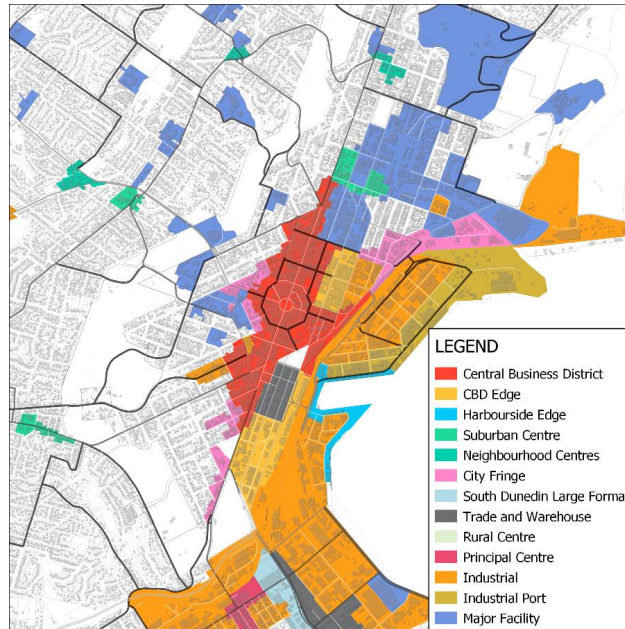 LEGEND
Central Business District
CBD Edge
Harbourside Edge
Suburban Centre
Neighbourhood Centres
City Fringe
South Dunedin Large Forma
Trade and Warehouse
Rural Centre
Principal Centre
Industrial
Industrial Port
Major Facility